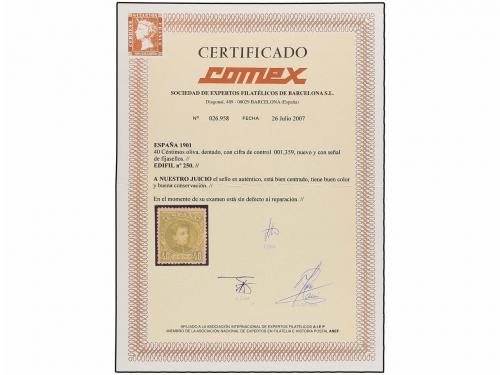 CERTIFICADO
COMEX
SOCIEDAD DE EXPERTOS FILATÉLICOS DE BARCELONA S.L.
Diagonal, 489 - 08029 BARCELONA (España)
Nº 026.958 FECHA 26 Julio 2007
ESPAÑA 1901
40 Céntimos oliva, dentado, con cifra de control 001,359, nuevo y con señal
de fijasellos. //
EDIFIL nº 250. //
A NUESTRO JUICIO el sello es auténtico, está bien centrado, tiene buen color
y buena conservación. //
En el momento de su examen está sin defecto ni reparación. //
40 40
AFILIADO A LA ASOCIACIÓN INTERNACIONAL DE EXPERTOS FILATÉLICOS A I E P
MIEMBRO DE LA ASOCIACIÓN NACIONAL DE EXPERTOS EN FILATELIA E HISTORIA POSTAL ANEF